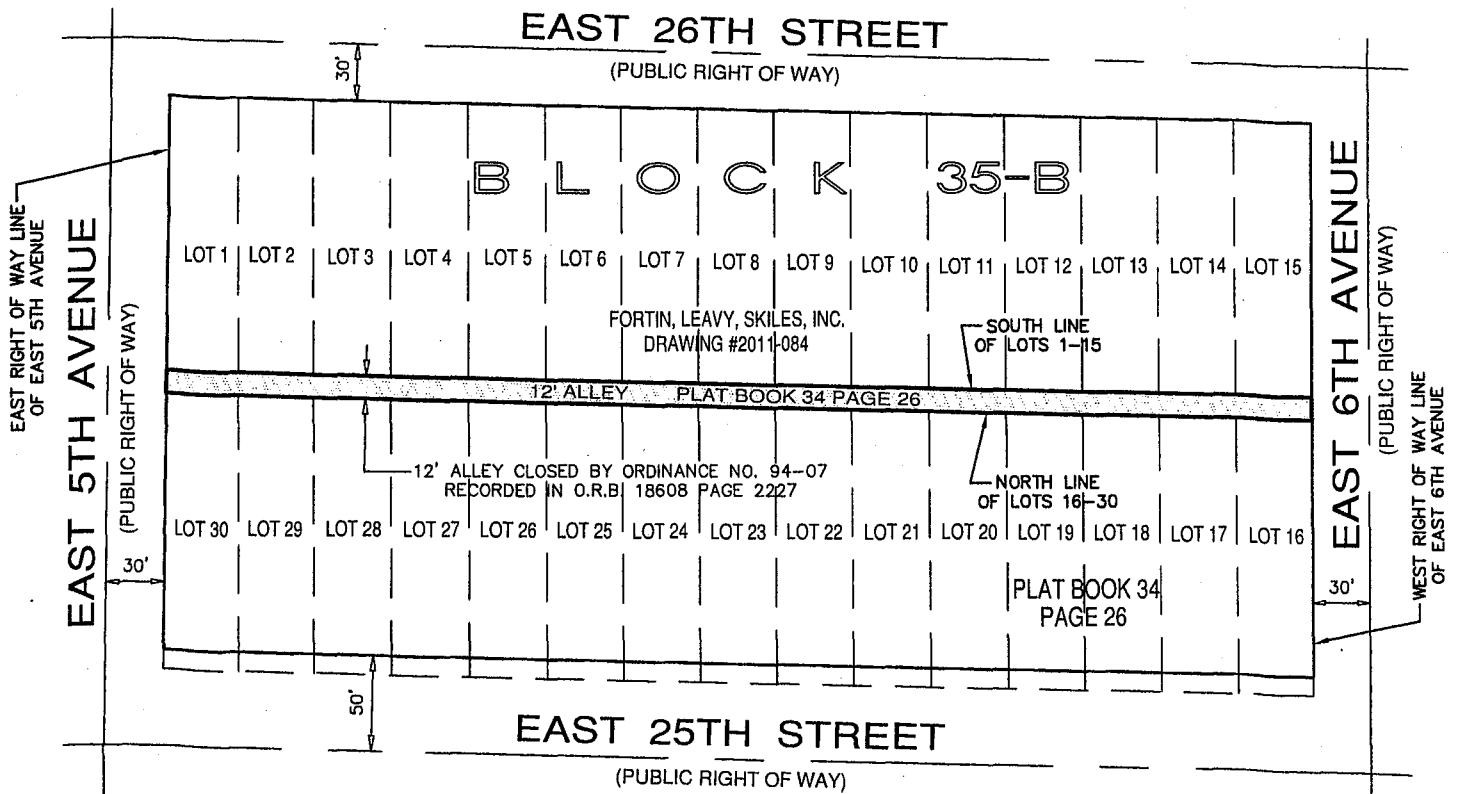 EAST 26TH STREET
(PUBLIC RIGHT OF WAY)
30'
BLOCK 35-B
EAST RIGHT OF WAY LINE
OF EAST 5TH AVENUE
EAST 5TH AVENUE
(PUBLIC RIGHT OF WAY)
LOT 1 LOT 2 LOT 3 LOT 4 LOT 5 LOT 6 LOT 7 LOT 8 LOT 9 LOT 10 LOT 11 LOT 12 LOT 13 LOT 14 LOT 15
EAST 6TH AVENUE
(PUBLIC RIGHT OF WAY)
FORTIN, LEAVY, SKILES, INC.
DRAWING #2011-084
SOUTH LINE
OF LOTS 1-15
12' ALLEY PLAT BOOK 34 PAGE 26
12' ALLEY CLOSED BY ORDINANCE NO. 94-07
RECORDED IN O.R.B. 18608 PAGE 2227
NORTH LINE
OF LOTS 16-30
WEST RIGHT OF WAY LINE
OF EAST 6TH AVENUE
LOT 30 LOT 29 LOT 28 LOT 27 LOT 26 LOT 25 LOT 24 LOT 23 LOT 22 LOT 21 LOT 20 LOT 19 LOT 18 LOT 17 LOT 16
30'
PLAT BOOK 34
PAGE 26
30'
50'
EAST 25TH STREET
(PUBLIC RIGHT OF WAY)